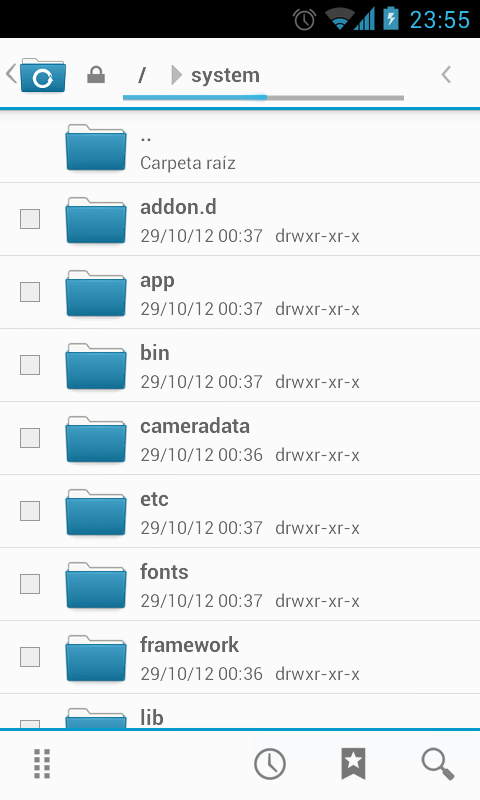 23:55
/ system
..
Carpeta raíz
addon.d
29/10/12 00:37 drwxr-xr-x
app
29/10/12 00:37 drwxr-xr-x
bin
29/10/12 00:37 drwxr-xr-x
cameradata
29/10/12 00:36 drwxr-xr-x
etc
29/10/12 00:37 drwxr-xr-x
fonts
29/10/12 00:37 drwxr-xr-x
framework
29/10/12 00:36 drwxr-xr-x
lib